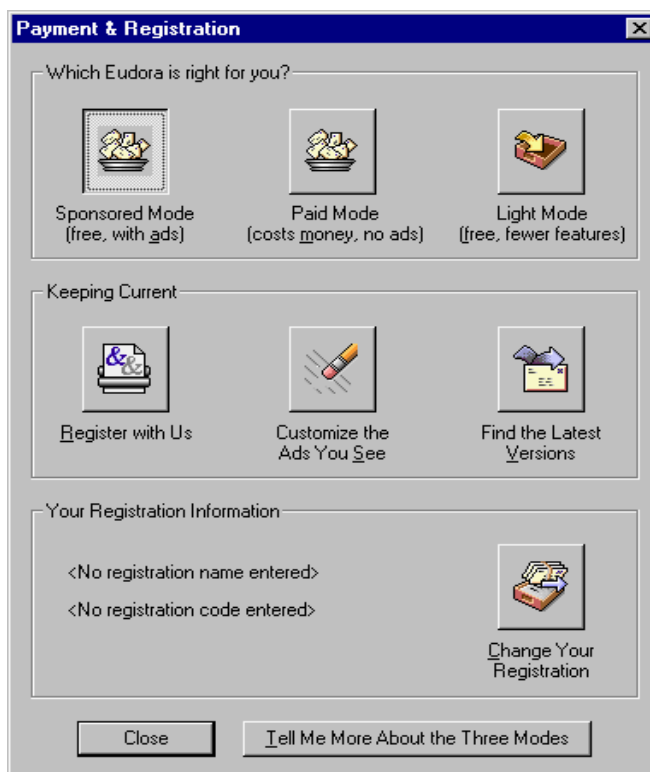 Payment & Registration
Which Eudora is right for you?
Sponsored Mode
(free, with ads)
Paid Mode
(costs money, no ads)
Light Mode
(free, fewer features)
Keeping Current
&&
Register with Us
Customize the
Ads You See
Find the Latest
Versions
Your Registration Information
<No registration name entered>
<No registration code entered>
Change Your
Registration
Close
Tell Me More About the Three Modes